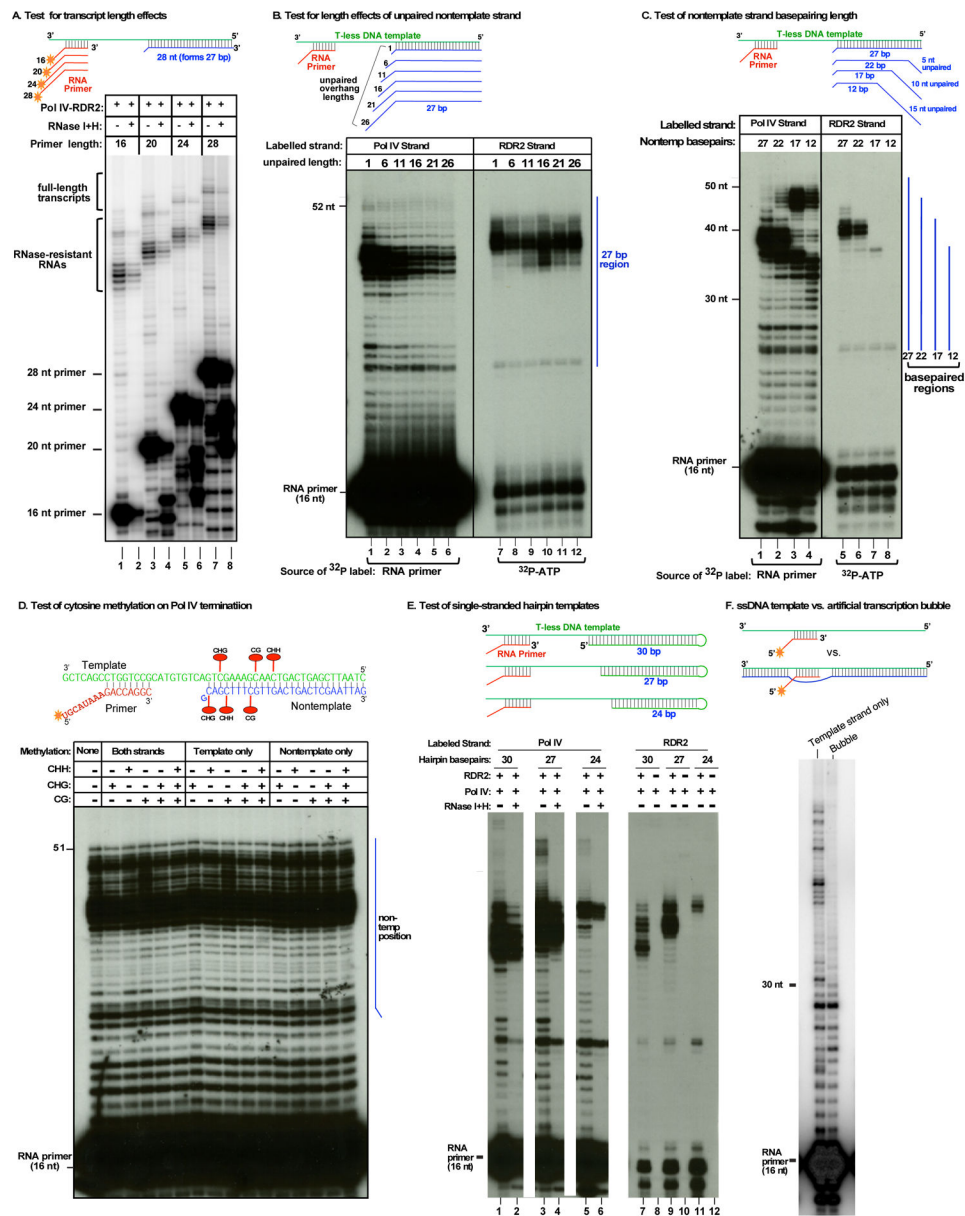 A. Test for transcript length effects
3' 3' 5'
28 nt (forms 27 bp)
16
20
24
28
RNA
Primer
Pol IV-RDR2: + + + + + + + +
RNase I+H: - + - + - + - +
Primer length: 16 20 24 28
full-length
transcripts
RNase-resistant
RNAs
28 nt primer
24 nt primer
20 nt primer
16 nt primer
1 2 3 4 5 6 7 8
B. Test for length effects of unpaired nontemplate strand
T-less DNA template
3' 5'
RNA
Primer
unpaired
overhang
lengths
1
6
11
16
21
26
27 bp
Labelled strand: Pol IV Strand RDR2 Strand
unpaired length: 1 6 11 16 21 26 1 6 11 16 21 26
52 nt
27 bp
region
RNA primer
(16 nt)
1 2 3 4 5 6 7 8 9 10 11 12
Source of 32P label: RNA primer 32P-ATP
C. Test of nontemplate strand basepairing length
T-less DNA template
3' 5'
RNA
Primer
27 bp
22 bp
17 bp
12 bp
5 nt
unpaired
10 nt unpaired
15 nt unpaired
Labelled strand: Pol IV Strand RDR2 Strand
Nontemp basepairs: 27 22 17 12 27 22 17 12
50 nt
40 nt
30 nt
27 22 17 12
basepaired
regions
RNA primer
(16 nt)
1 2 3 4 5 6 7 8
Source of 32P label: RNA primer 32P-ATP
D. Test of cytosine methylation on Pol IV terminatiion
CHG CG CHH
3' Template 5'
GCTCAGCCTGGTCCGCATGTGTCAGTCGAAAGCAACTGACTGAGCTTAATC
UGCAUAAAGACCAGGC GCAGCTTTCGTTGACTGACTCGAATTAG
5' Primer 3' Nontemplate
CHG CHH CG
Methylation: None Both strands Template only Nontemplate only
CHH: - - + - - + - + - - + - + - - +
CHG: - + - - + + + - - + + + - - + +
CG: - - - + + + - - + + + - - + + +
51
non-
temp
position
RNA primer
(16 nt)
E. Test of single-stranded hairpin templates
T-less DNA template
3' 3' 5'
RNA Primer
30 bp
3'
27 bp
3'
24 bp
Labeled Strand: Pol IV RDR2
Hairpin basepairs: 30 27 24 30 27 24
RDR2: + + + + + + + - + - + -
Pol IV: + + + + + + + + + + + +
RNase I+H: - + - + - + - - - - - -
RNA
primer
(16 nt)
1 2 3 4 5 6 7 8 9 10 11 12
F. ssDNA template vs. artificial transcription bubble
3' 5'
3'
5'
vs.
3' 5'
5'
Template strand only
Bubble
30 nt
RNA
primer
(16 nt)